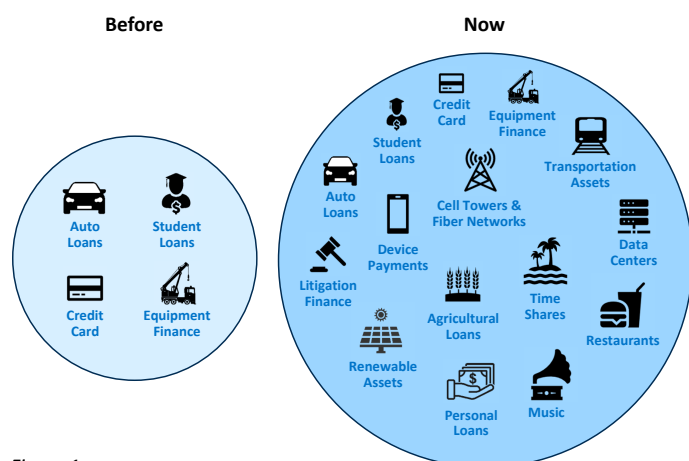 Before
Auto
Loans
Student
Loans
Credit
Card
Equipment
Finance
Now
Credit
Card
Equipment
Finance
Student
Loans
Transportation
Assets
Auto
Loans
Cell Towers &
Fiber Networks
Device
Payments
Data
Centers
Litigation
Finance
Agricultural
Loans
Time
Shares
Restaurants
Renewable
Assets
Personal
Loans
Music